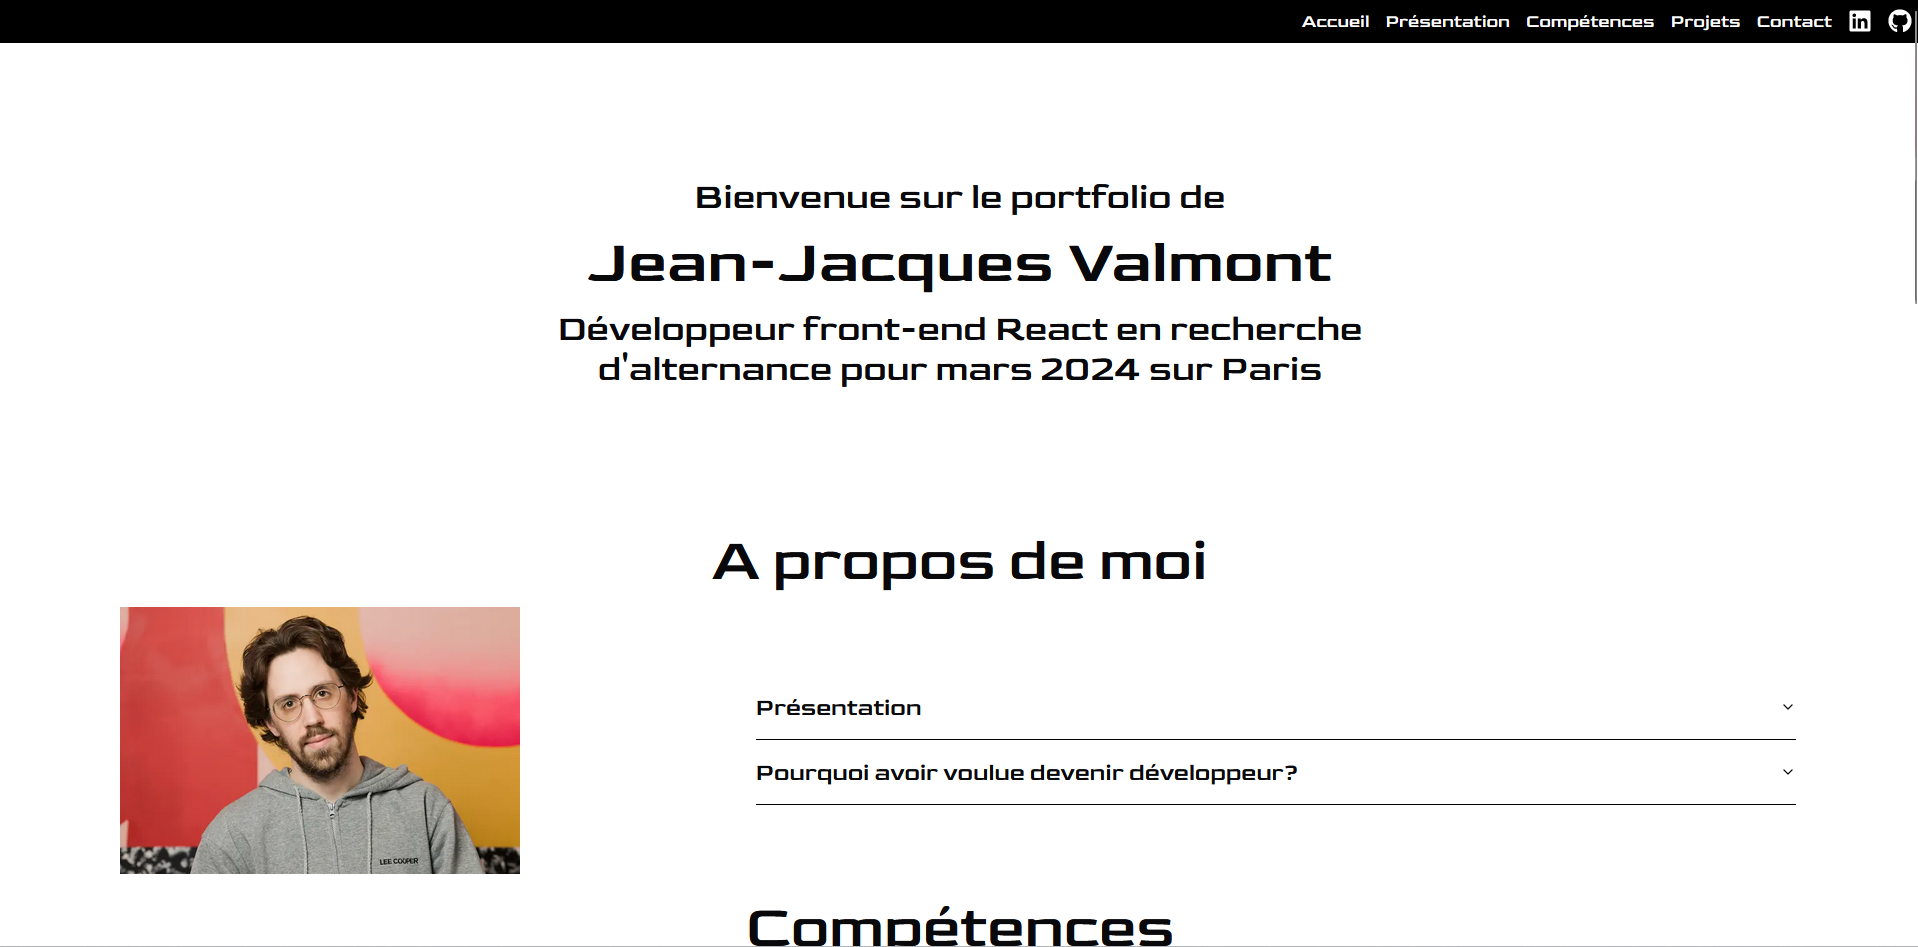 Accueil Présentation Compétences Projets Contact in
Bienvenue sur le portfolio de
Jean-Jacques Valmont
Développeur front-end React en recherche
d'alternance pour mars 2024 sur Paris
A propos de moi
Présentation
Pourquoi avoir voulue devenir développeur?
LEE COOPER
Compétences